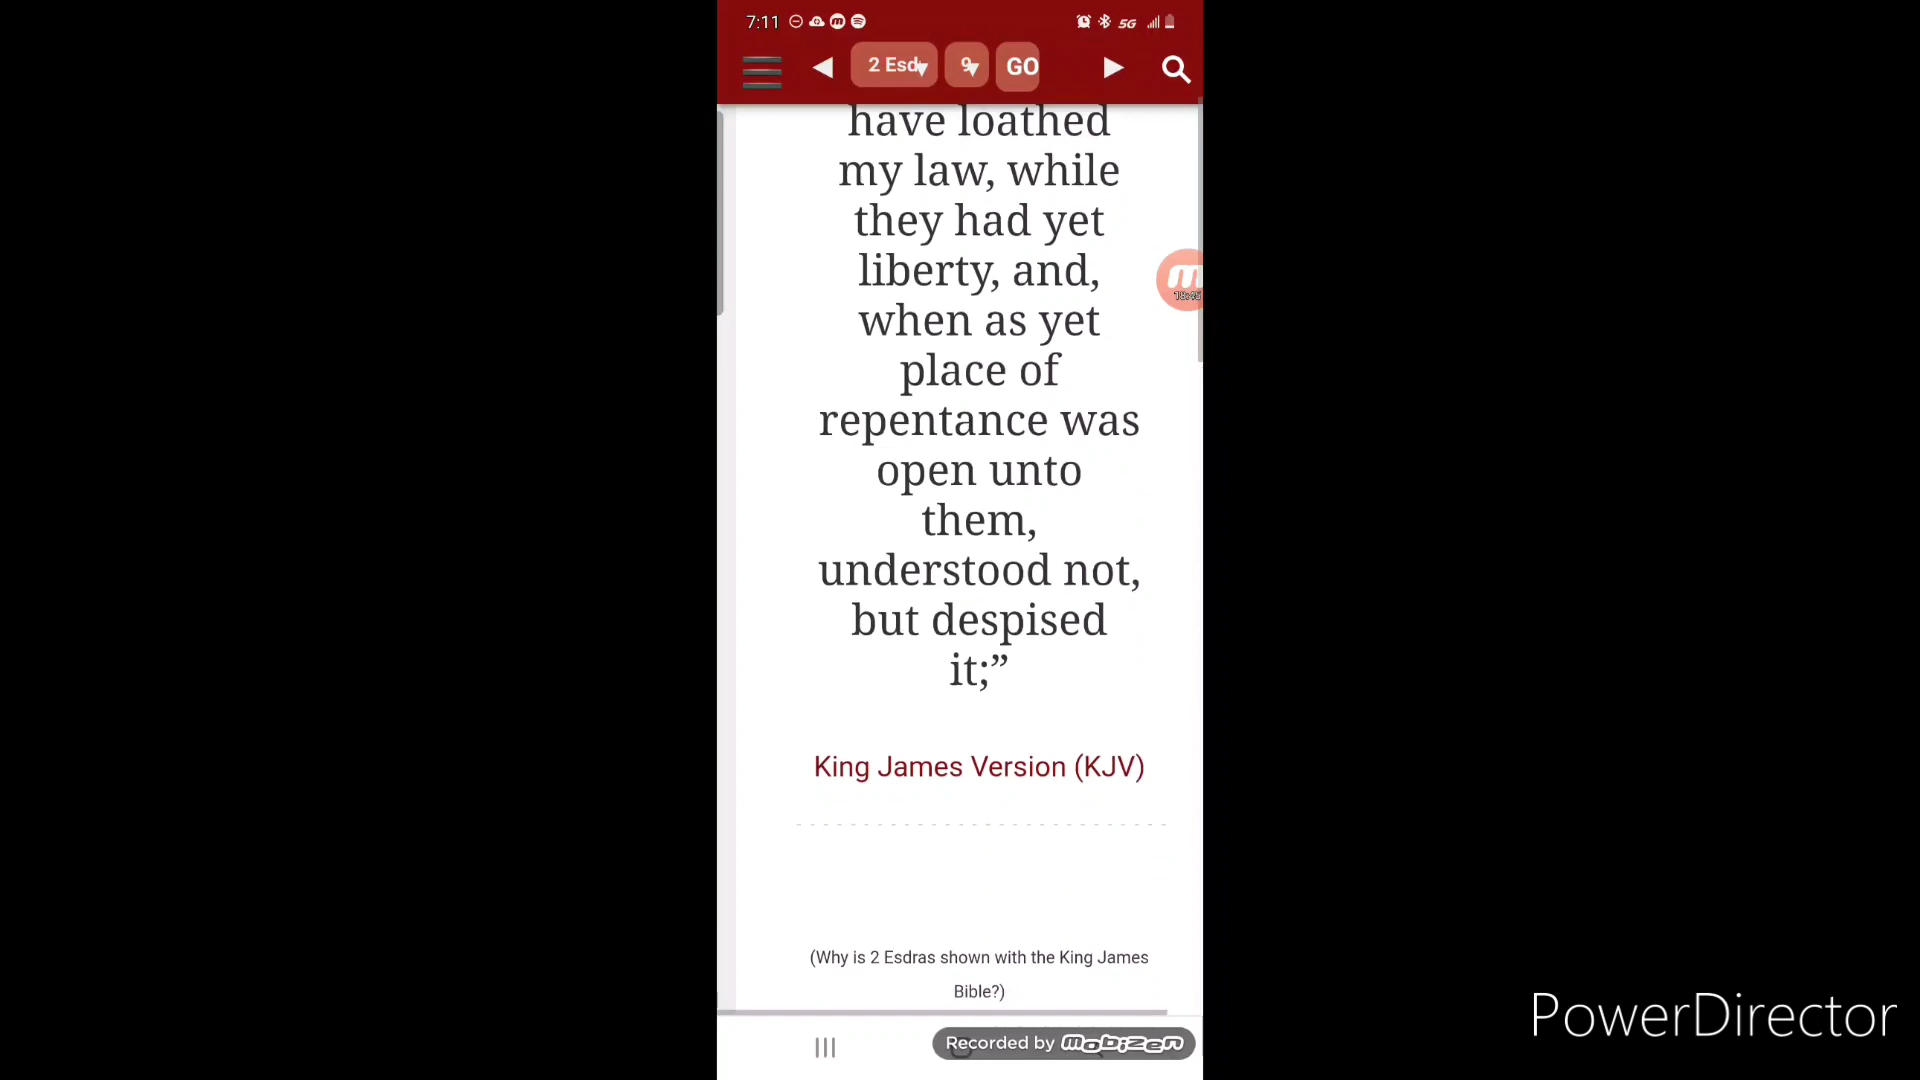 7:11
5G
2 Esd
9
GO
have loathed
my law, while
they had yet
liberty, and,
when as yet
place of
repentance was
open unto
them,
understood not,
but despised
it;”
18:45
King James Version (KJV)
(Why is 2 Esdras shown with the King James
Bible?)
Recorded by mobizen
PowerDirector